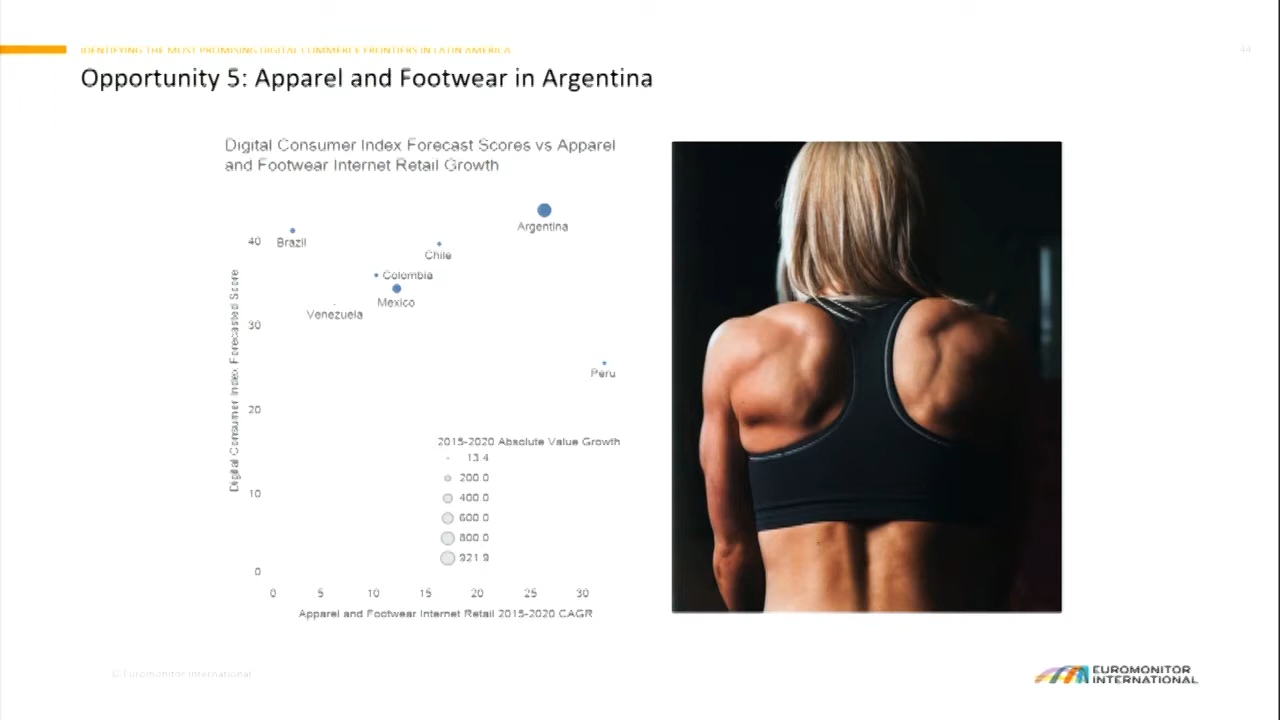 IDENTIFYING THE MOST PROMISING DIGITAL COMMERCE FRONTIERS IN LATIN AMERICA
44
Opportunity 5: Apparel and Footwear in Argentina
Digital Consumer Index Forecast Scores vs Apparel
and Footwear Internet Retail Growth
Digital Consumer Index Forecasted Score
40
30
20
10
0
Brazil
Argentina
Chile
Colombia
Mexico
Venezuela
Peru
2015-2020 Absolute Value Growth
13.4
200.0
400.0
600.0
800.0
921.9
0 5 10 15 20 25 30
Apparel and Footwear Internet Retail 2015-2020 CAGR
© Euromonitor International
EUROMONITOR
INTERNATIONAL